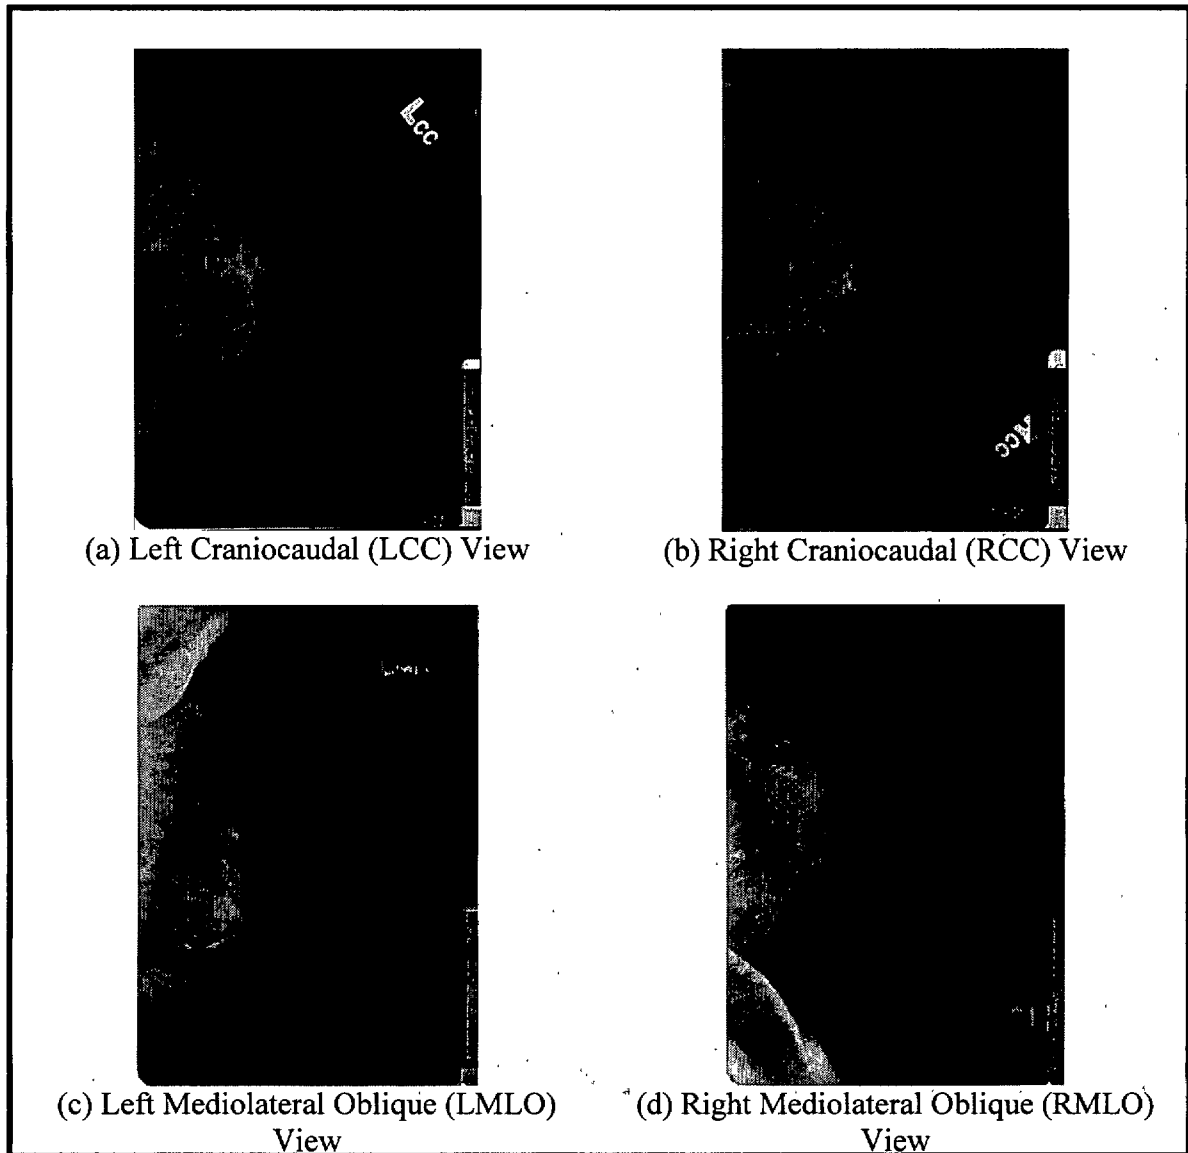 LCC
(a) Left Craniocaudal (LCC) View
(b) Right Craniocaudal (RCC) View
(c) Left Mediolateral Oblique (LMLO)
View
(d) Right Mediolateral Oblique (RMLO)
View